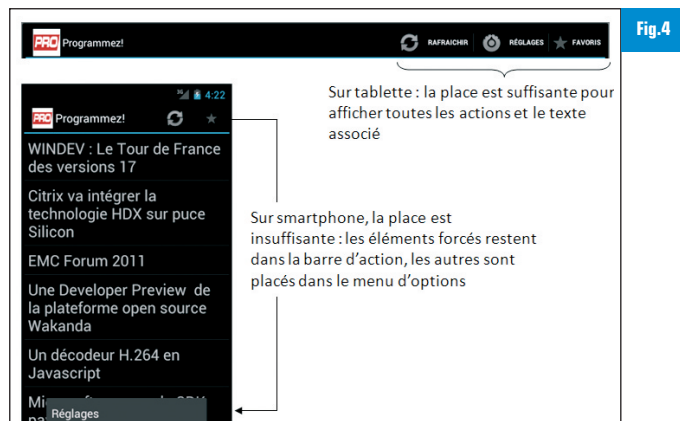 Fig.4
PRO Programmez!
RAFRAICHIR RÉGLAGES FAVORIS
Sur tablette : la place est suffisante pour
afficher toutes les actions et le texte
associé
3G 4:22
PRO Programmez!
WINDEV : Le Tour de France
des versions 17
Citrix va intégrer la
technologie HDX sur puce
Silicon
EMC Forum 2011
Une Developer Preview de
la plateforme open source
Wakanda
Un décodeur H.264 en
Javascript
Réglages
Sur smartphone, la place est
insuffisante : les éléments forcés restent
dans la barre d'action, les autres sont
placés dans le menu d'options